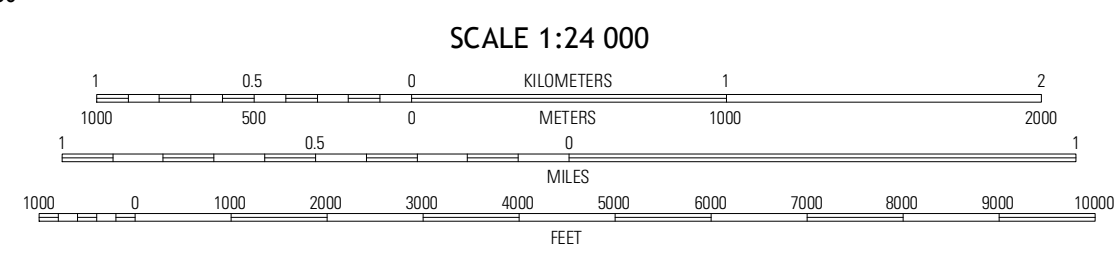 SCALE 1:24 000
1 0.5 0 KILOMETERS 1 2
1000 500 0 METERS 1000 2000
1 0.5 0 1
MILES
1000 0 1000 2000 3000 4000 5000 6000 7000 8000 9000 10000
FEET